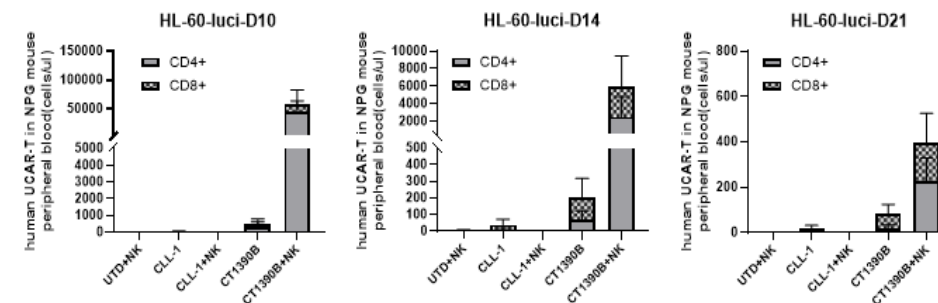 HL-60-luci-D10
human UCAR-T in NPG mouse
peripheral blood(cells/ul)
150000
100000
50000
5000
4000
3000
2000
1000
0
CD4+
CD8+
UTD+NK
CLL-1
CLL-1+NK
CT1390B
CT1390B+NK
HL-60-luci-D14
human UCAR-T in NPG mouse
peripheral blood(cells/ul)
10000
8000
6000
4000
2000
500
400
300
200
100
0
CD4+
CD8+
UTD+NK
CLL-1
CLL-1+NK
CT1390B
CT1390B+NK
HL-60-luci-D21
human UCAR-T in NPG mouse
peripheral blood(cells/ul)
800
600
400
200
0
CD4+
CD8+
UTD+NK
CLL-1
CLL-1+NK
CT1390B
CT1390B+NK